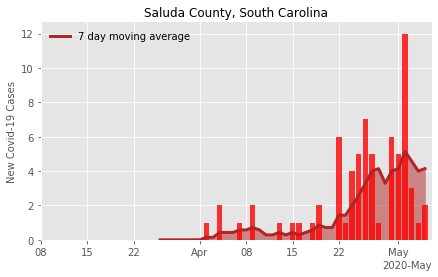 Saluda County, South Carolina
7 day moving average
New Covid-19 Cases
12
10
8
6
4
2
0
08 15 22 Apr 08 15 22 May
2020-May